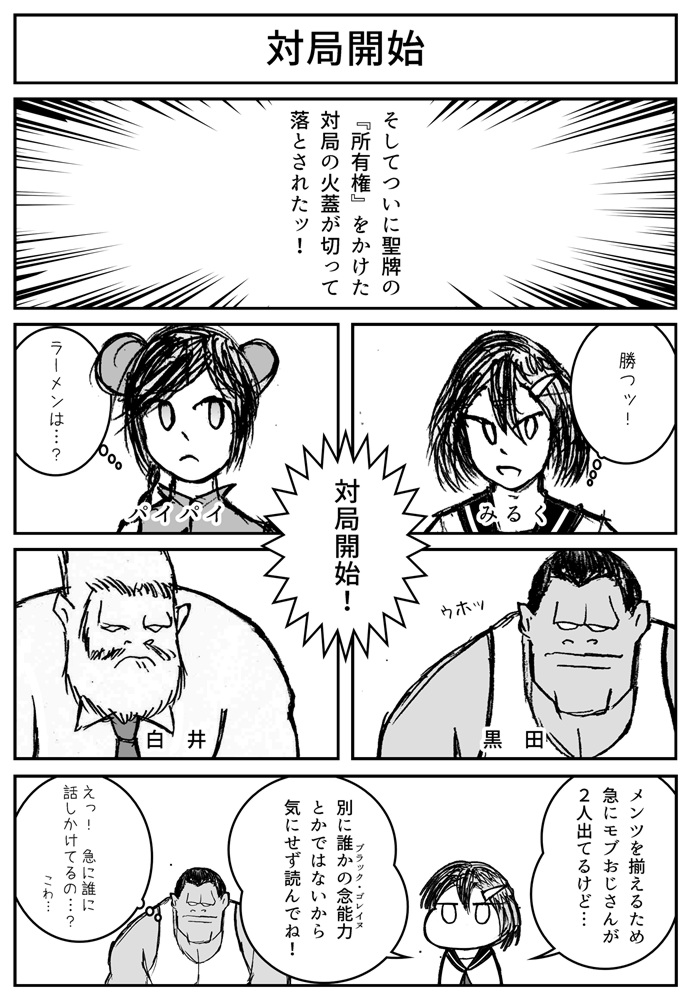 対局開始
そしてついに聖牌の
『所有権』をかけた
対局の火蓋が切って
落とされたッ！
勝つッ！
みるく
ラーメンは…？
パイパイ
対局開始！
ウホッ
黒田
白井
メンツを揃えるため
急にモブおじさんが
２人出てるけど…
別に誰かの念能力
ブラック・ゴレイヌ
とかではないから
気にせず読んでね！
えっ！急に誰に
話しかけてるの…？
こわ…